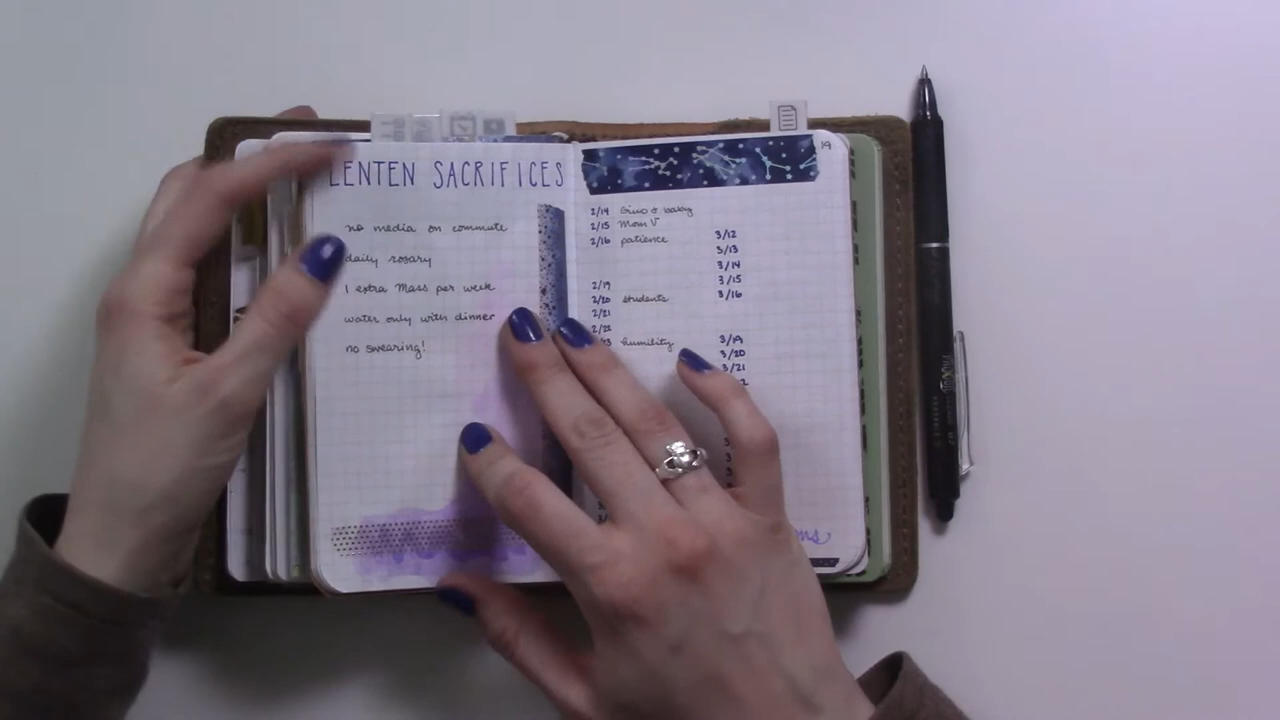 LENTEN SACRIFICES
no media on commute
daily rosary
1 extra Mass per week
water only with dinner
no swearing!
19
2/14 Gino & baby
2/15 Mom V
2/16 patience
2/19
2/20 students
2/21
2/22
humility
3/12
3/13
3/14
3/15
3/16
3/19
3/20
3/21